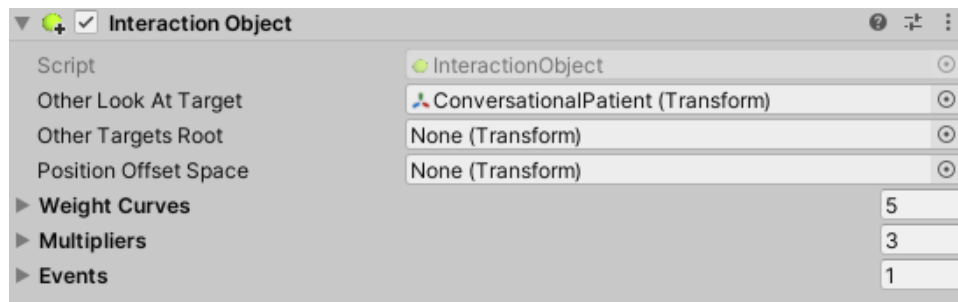 Interaction Object
Script InteractionObject
Other Look At Target ConversationalPatient (Transform)
Other Targets Root None (Transform)
Position Offset Space None (Transform)
Weight Curves 5
Multipliers 3
Events 1